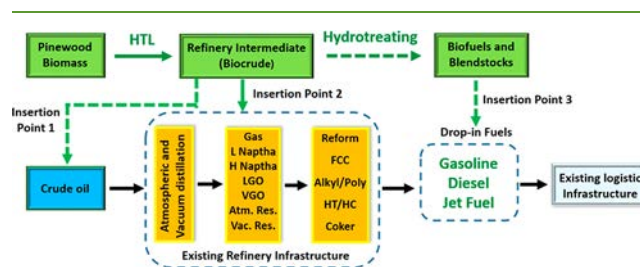 Pinewood
Biomass
HTL
Refinery Intermediate
(Biocrude)
Hydrotreating
Biofuels and
Blendstocks
Insertion
Point 1
Insertion Point 2
Insertion Point 3
Drop-in Fuels
Crude oil
Atmospheric and
Vacuum distillation
Gas
L Naptha
H Naptha
LGO
VGO
Atm. Res.
Vac. Res.
Reform
FCC
Alkyl/Poly
HT/HC
Coker
Gasoline
Diesel
Jet Fuel
Existing logistic
Infrastructure
Existing Refinery Infrastructure